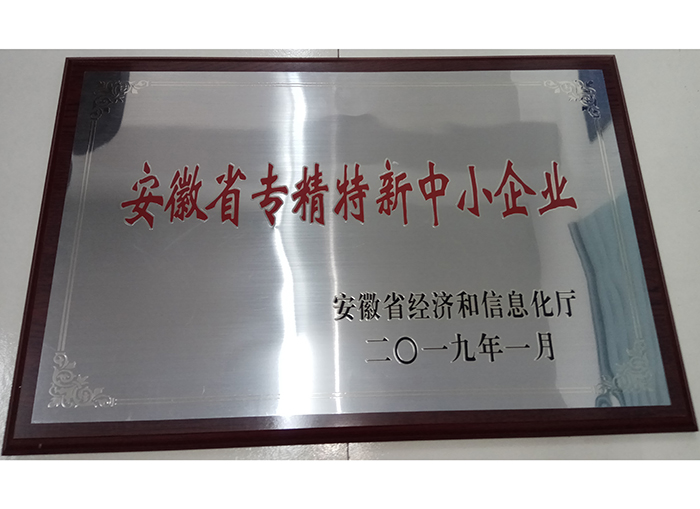 安徽省专精特新中小企业
安徽省经济和信息化厅
二〇一九年一月